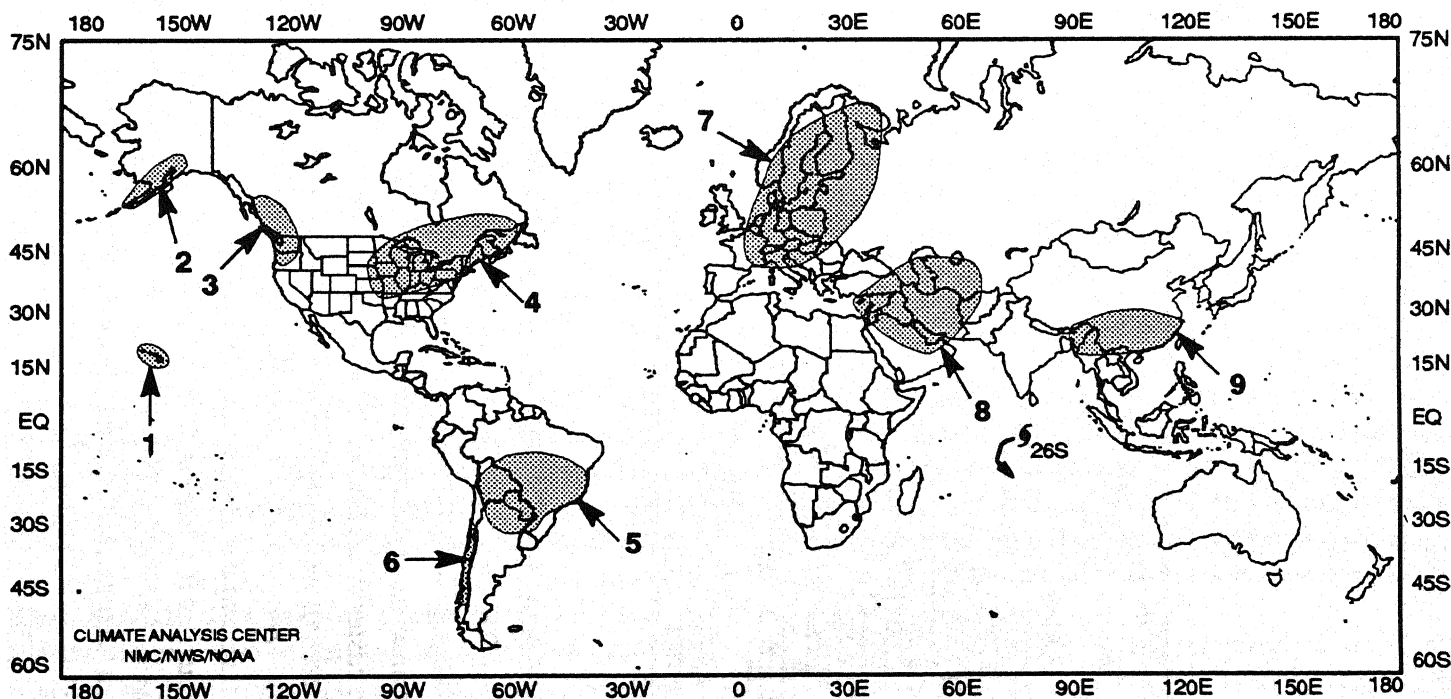 180 150W 120W 90W 60W 30W 0 30E 60E 90E 120E 150E 180
75N 75N
7
60N 60N
2
3
45N 45N
4
30N 30N
15N 15N
9
8
1
EQ EQ
26S
15S 15S
30S 30S
5
6
45S 45S
CLIMATE ANALYSIS CENTER
NMC/NWS/NOAA
60S 60S
180 150W 120W 90W 60W 30W 0 30E 60E 90E 120E 150E 180